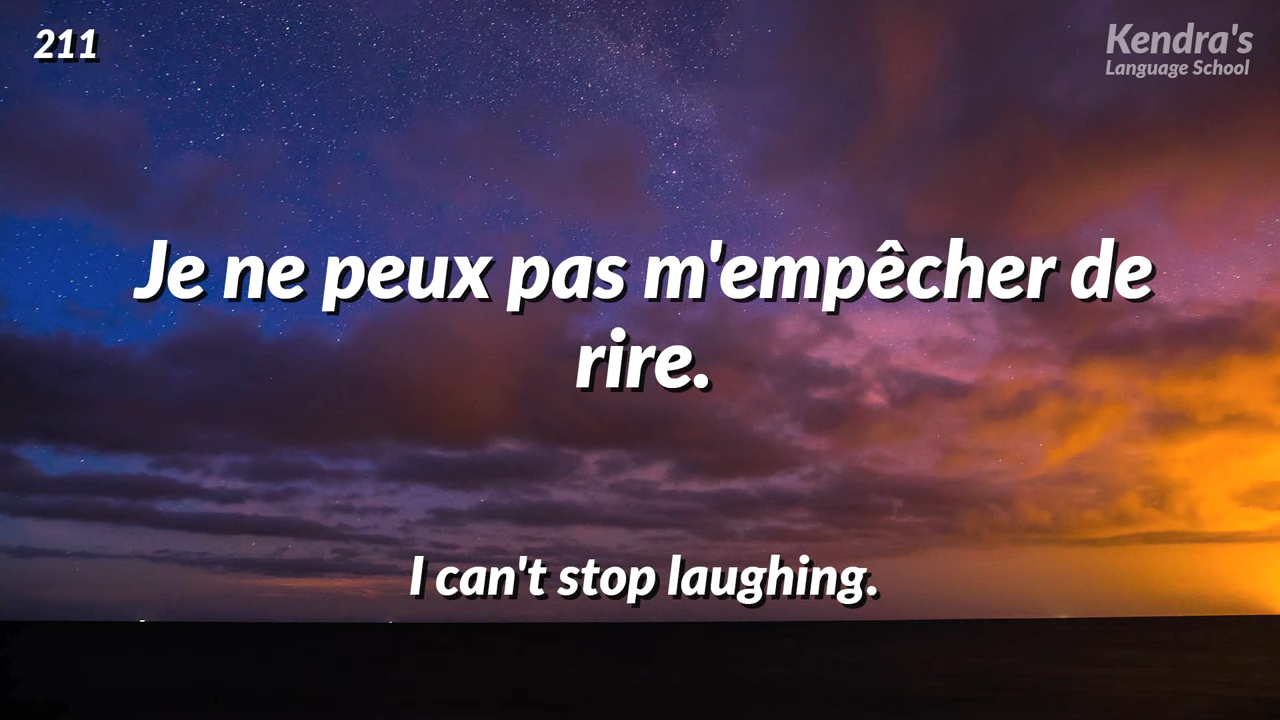 211
Kendra's
Language School
Je ne peux pas m'empêcher de
rire.
I can't stop laughing.